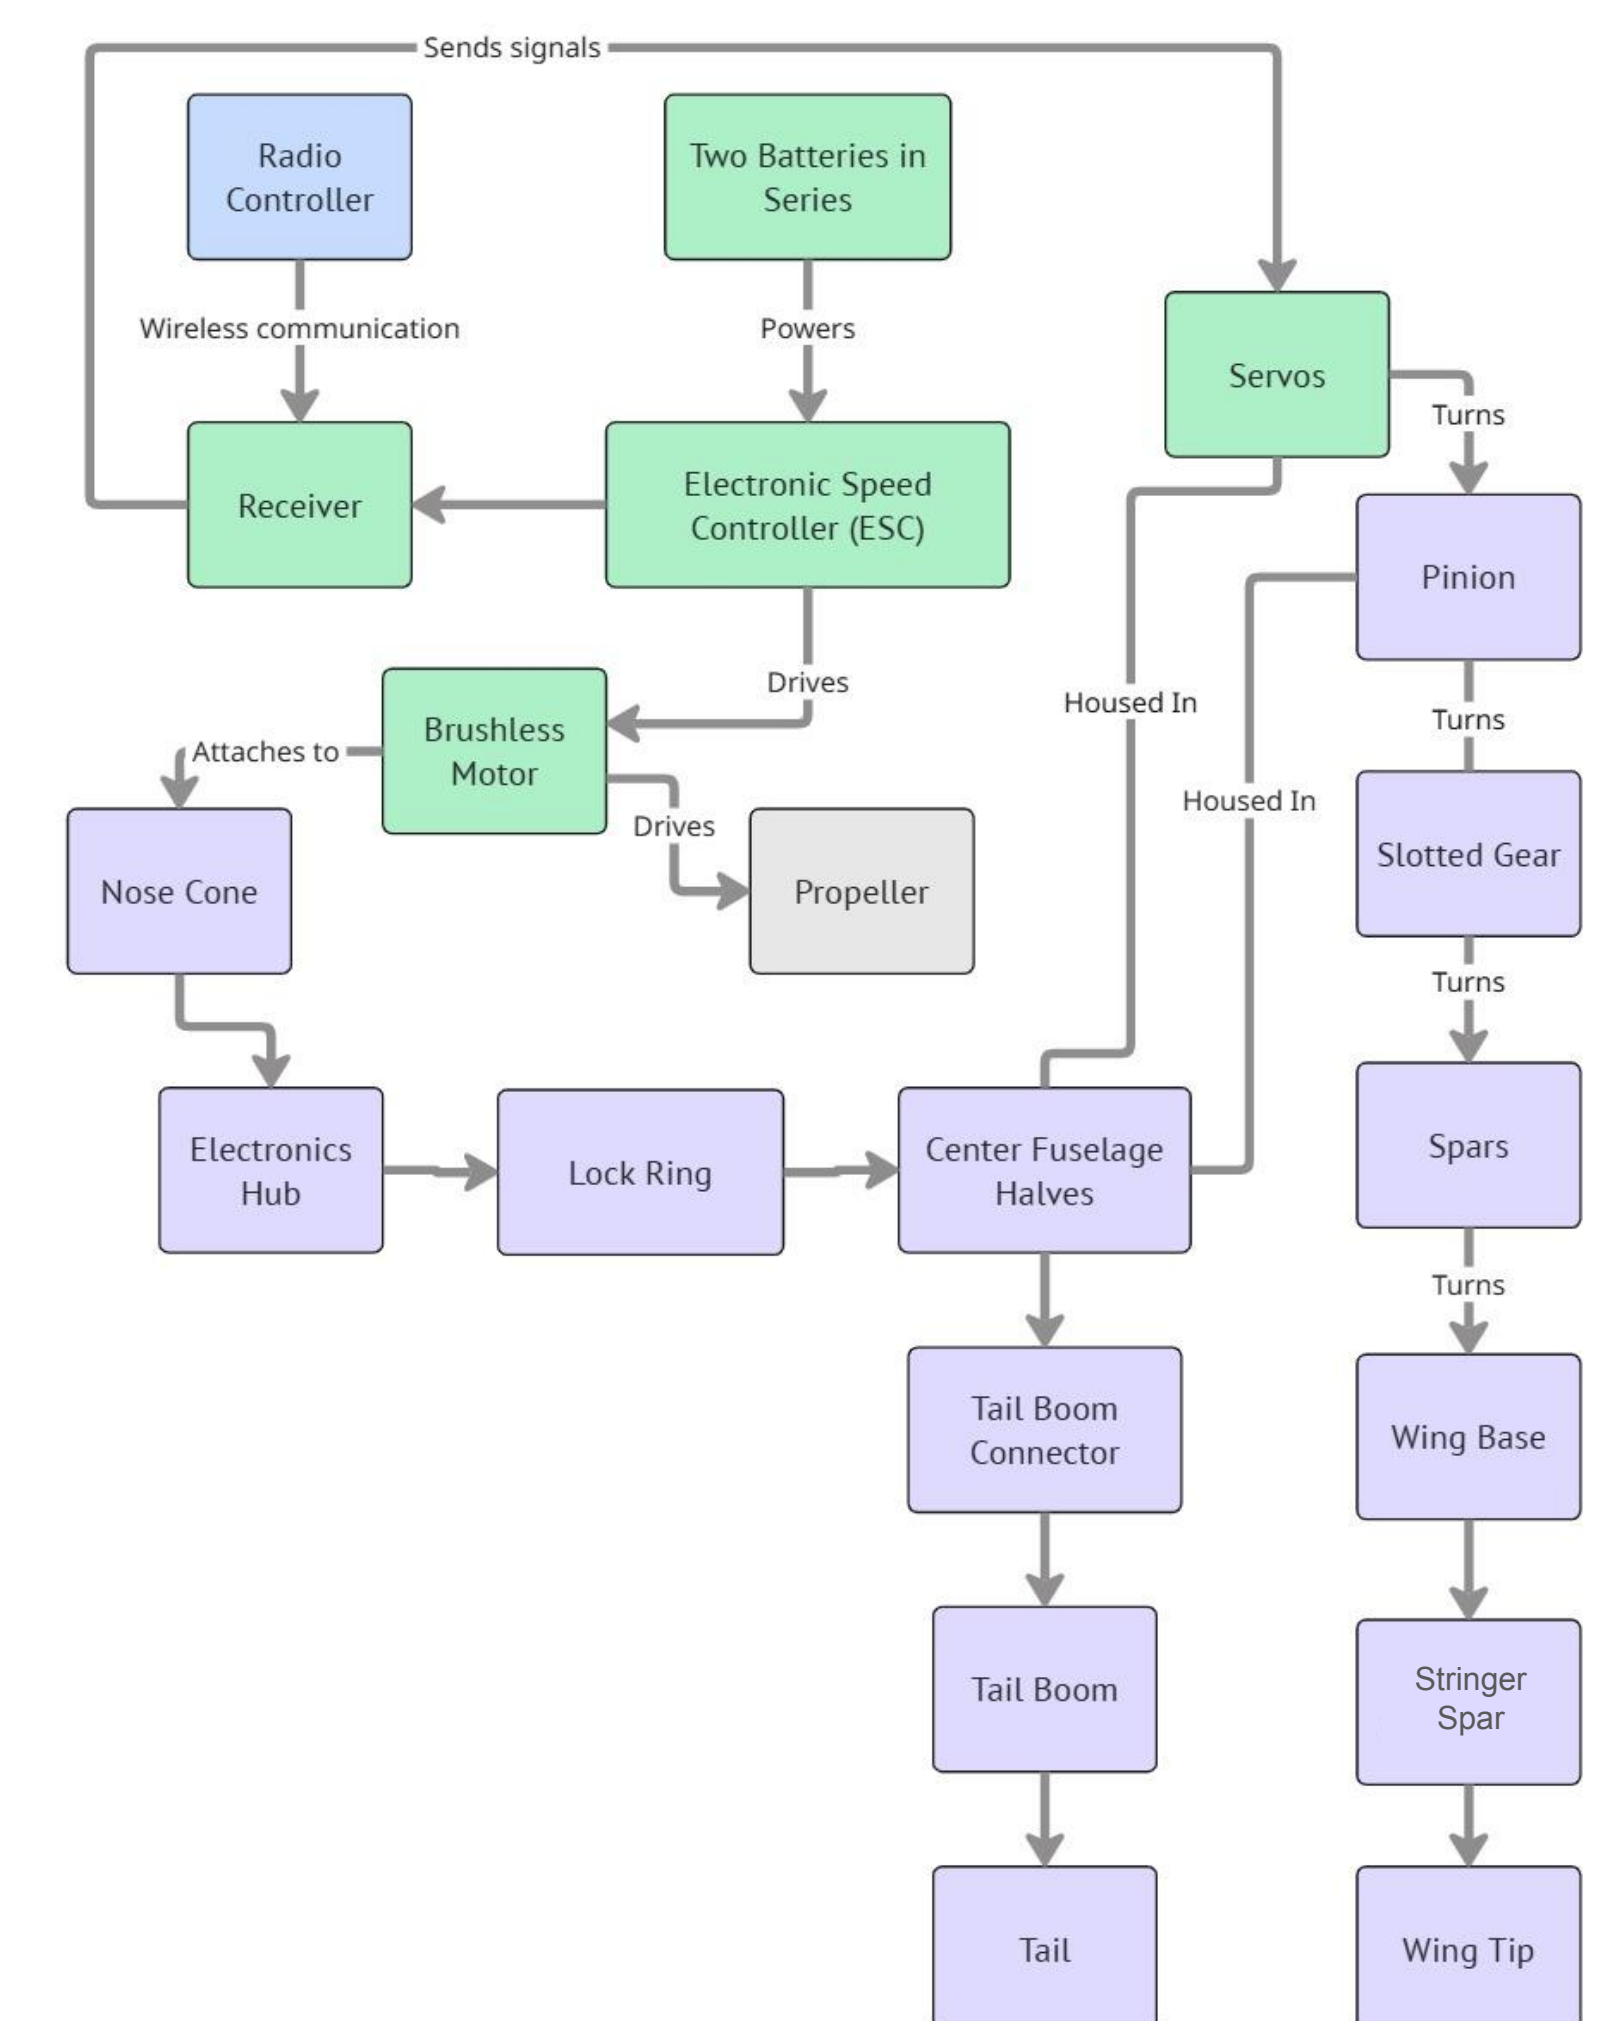 Sends signals
Radio
Controller
Two Batteries in
Series
Wireless communication
Powers
Servos
Turns
Receiver
Electronic Speed
Controller (ESC)
Pinion
Drives
Housed In
Turns
Brushless
Motor
Attaches to
Housed In
Drives
Nose Cone
Propeller
Slotted Gear
Turns
Electronics
Hub
Lock Ring
Center Fuselage
Halves
Spars
Turns
Tail Boom
Connector
Wing Base
Tail Boom
Stringer
Spar
Tail
Wing Tip